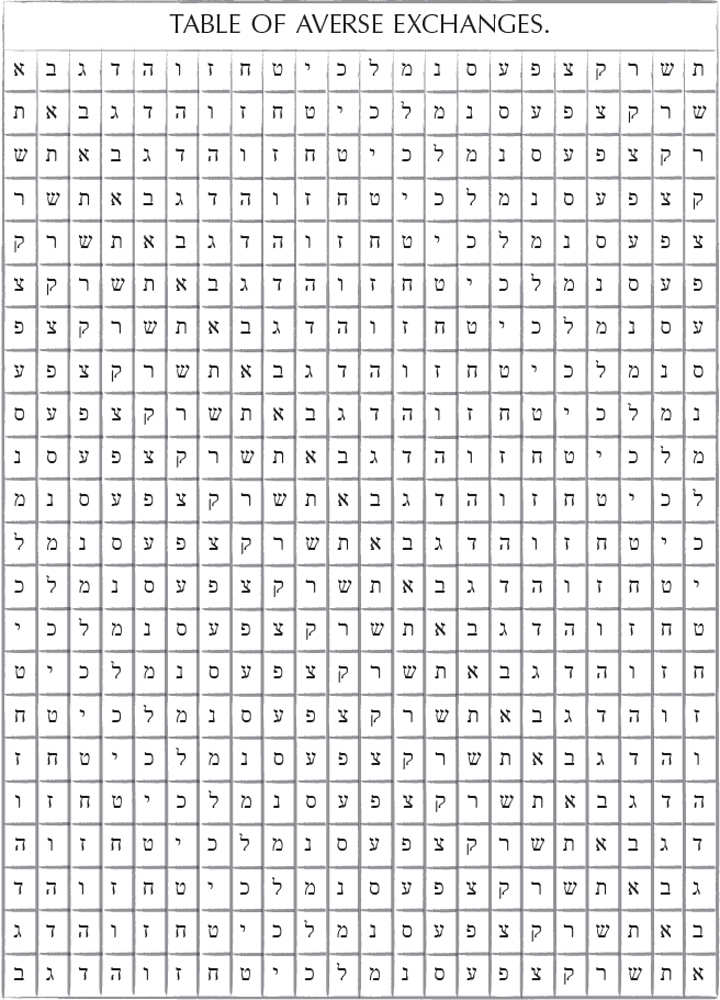 TABLE OF AVERSE EXCHANGES.
ת ש ר ק צ פ ע ס נ מ ל כ י ט ח ז ו ה ד ג ב א
ש ר ק צ פ ע ס נ מ ל כ י ט ח ז ו ה ד ג ב א ת
ר ק צ פ ע ס נ מ ל כ י ט ח ז ו ה ד ג ב א ת ש
ק צ פ ע ס נ מ ל כ י ט ח ז ו ה ד ג ב א ת ש ר
צ פ ע ס נ מ ל כ י ט ח ז ו ה ד ג ב א ת ש ר ק
פ ע ס נ מ ל כ י ט ח ז ו ה ד ג ב א ת ש ר ק צ
ע ס נ מ ל כ י ט ח ז ו ה ד ג ב א ת ש ר ק צ פ
ס נ מ ל כ י ט ח ז ו ה ד ג ב א ת ש ר ק צ פ ע
נ מ ל כ י ט ח ז ו ה ד ג ב א ת ש ר ק צ פ ע ס
מ ל כ י ט ח ז ו ה ד ג ב א ת ש ר ק צ פ ע ס נ
ל כ י ט ח ז ו ה ד ג ב א ת ש ר ק צ פ ע ס נ מ
כ י ט ח ז ו ה ד ג ב א ת ש ר ק צ פ ע ס נ מ ל
י ט ח ז ו ה ד ג ב א ת ש ר ק צ פ ע ס נ מ ל כ
ט ח ז ו ה ד ג ב א ת ש ר ק צ פ ע ס נ מ ל כ י
ח ז ו ה ד ג ב א ת ש ר ק צ פ ע ס נ מ ל כ י ט
ז ו ה ד ג ב א ת ש ר ק צ פ ע ס נ מ ל כ י ט ח
ו ה ד ג ב א ת ש ר ק צ פ ע ס נ מ ל כ י ט ח ז
ה ד ג ב א ת ש ר ק צ פ ע ס נ מ ל כ י ט ח ז ו
ד ג ב א ת ש ר ק צ פ ע ס נ מ ל כ י ט ח ז ו ה
ג ב א ת ש ר ק צ פ ע ס נ מ ל כ י ט ח ז ו ה ד
ב א ת ש ר ק צ פ ע ס נ מ ל כ י ט ח ז ו ה ד ג
א ת ש ר ק צ פ ע ס נ מ ל כ י ט ח ז ו ה ד ג ב